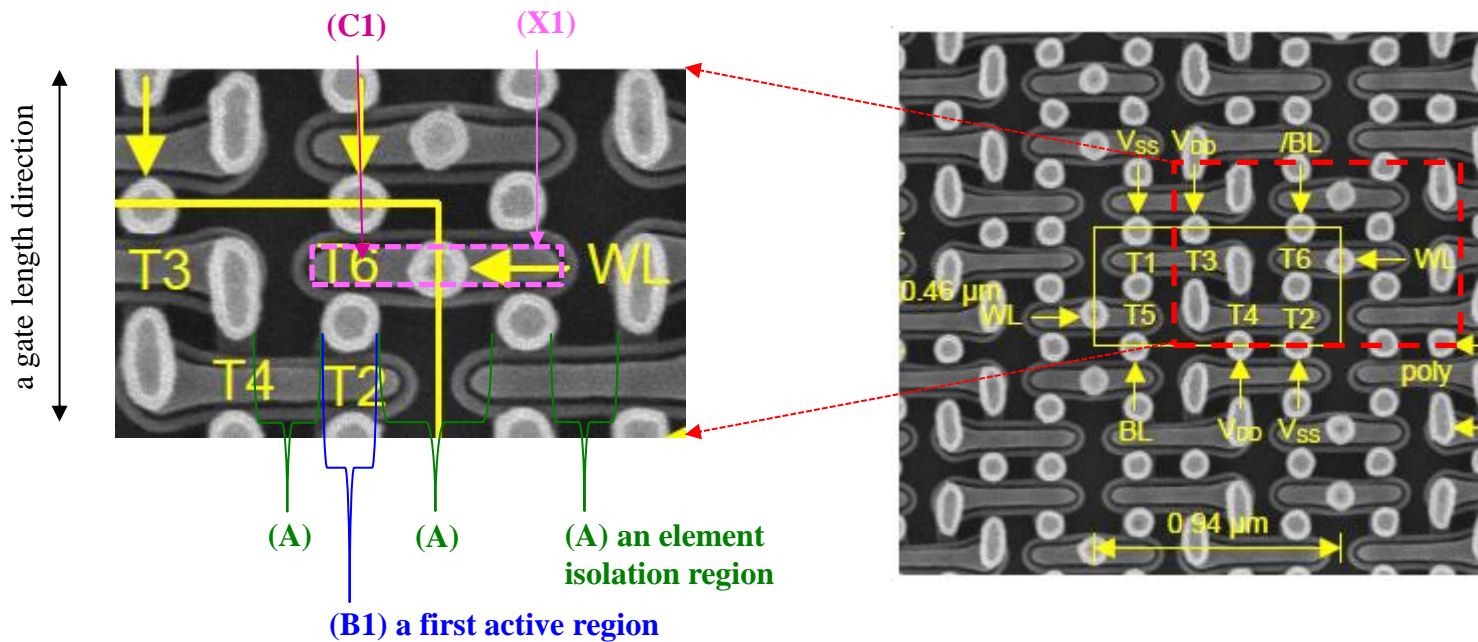 (C1)
(X1)
a gate length direction
T3
T6
WL
T4
T2
(A)
(A)
(A) an element
isolation region
(B1) a first active region
VSS
VDD
/BL
T1
T3
T6
WL
0.46 µm
WL
T5
T4
T2
poly
BL
VDD
VSS
0.94 µm